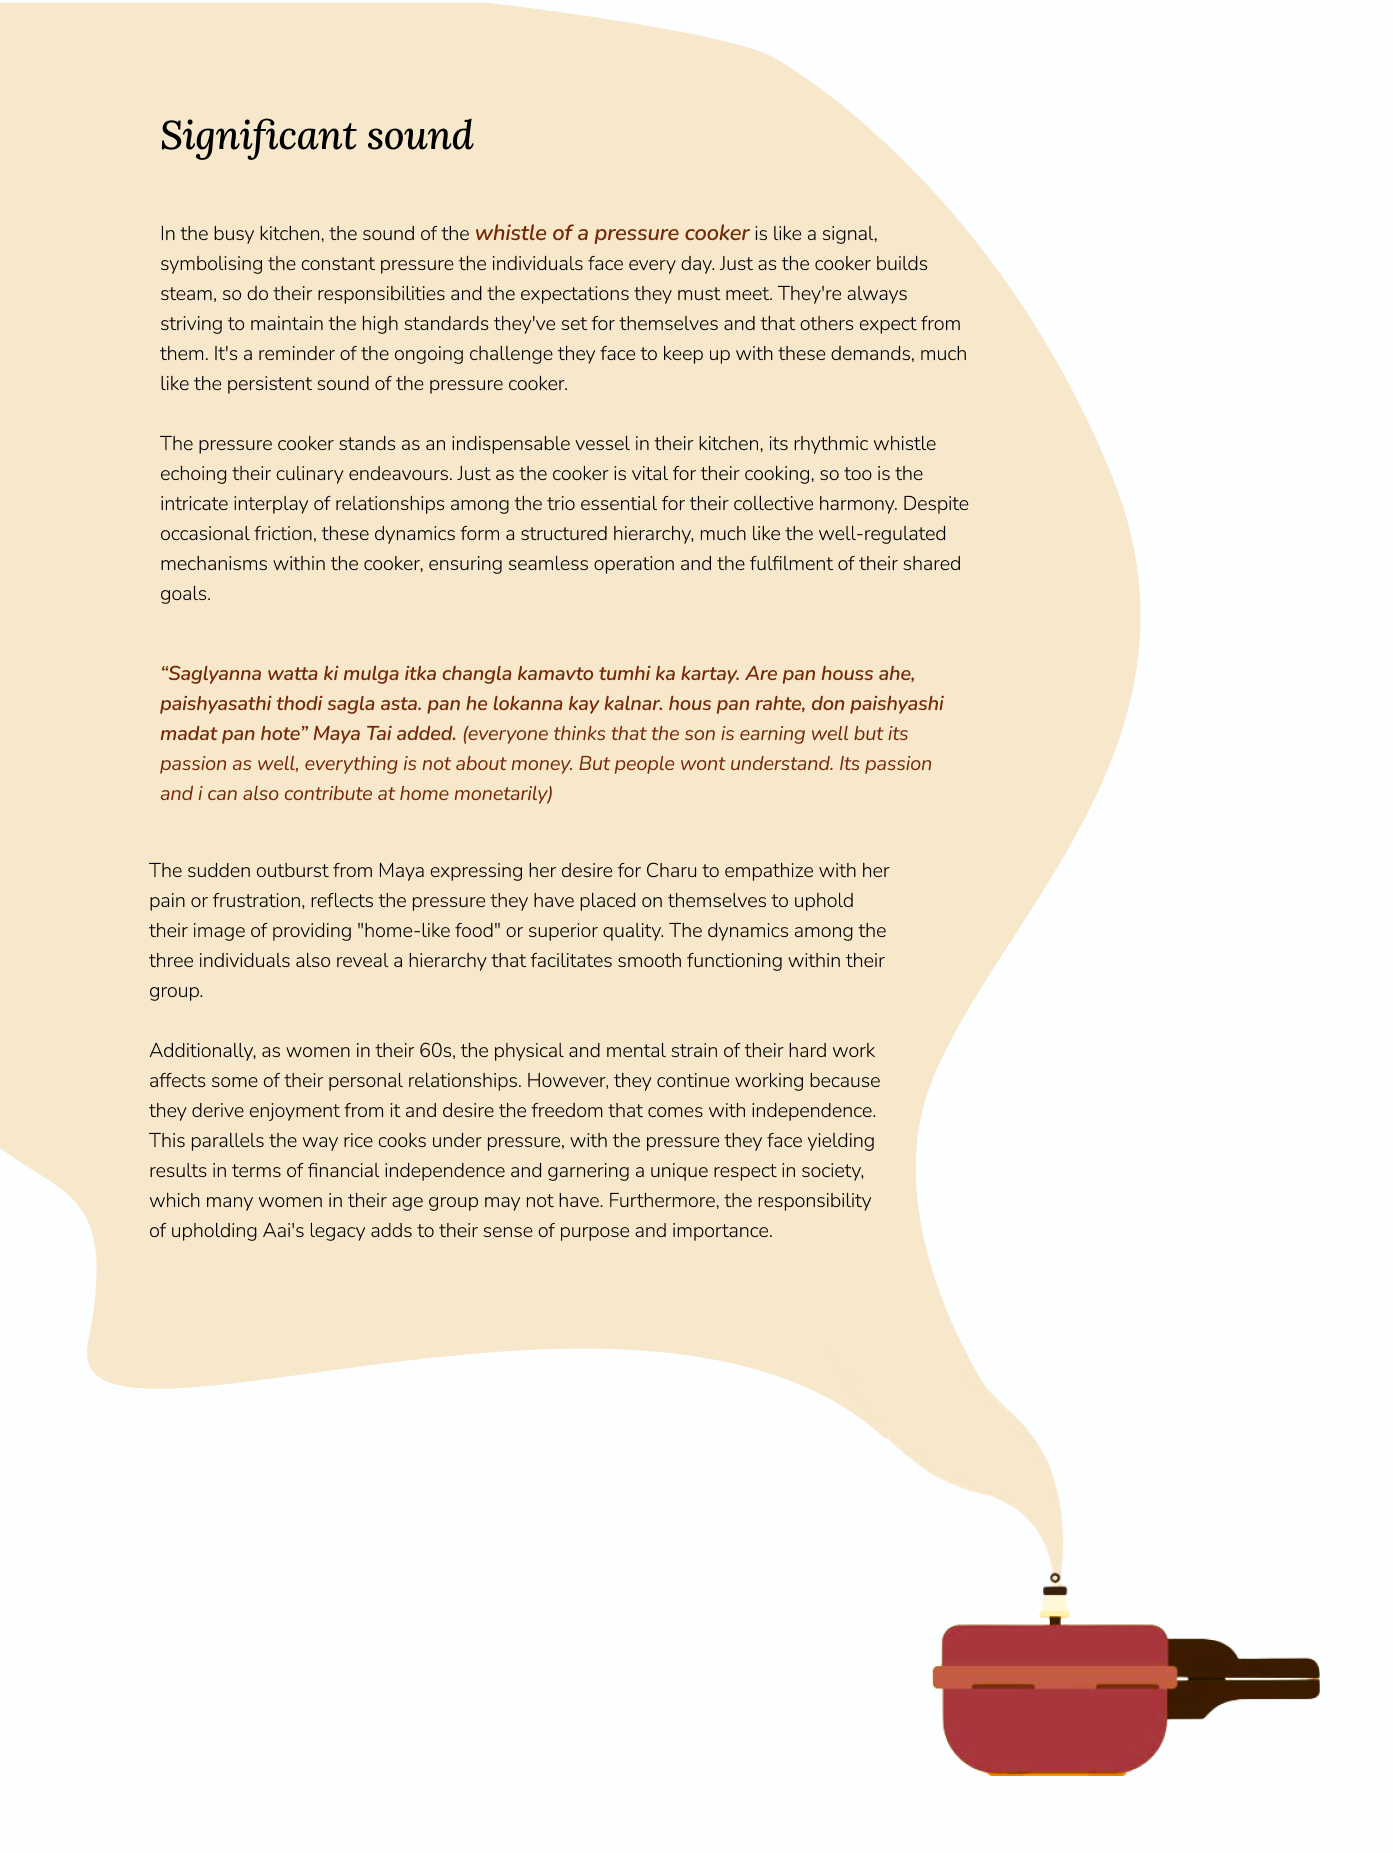 Significant sound
In the busy kitchen, the sound of the whistle of a pressure cooker is like a signal,
symbolising the constant pressure the individuals face every day. Just as the cooker builds
steam, so do their responsibilities and the expectations they must meet. They're always
striving to maintain the high standards they've set for themselves and that others expect from
them. It's a reminder of the ongoing challenge they face to keep up with these demands, much
like the persistent sound of the pressure cooker.
The pressure cooker stands as an indispensable vessel in their kitchen, its rhythmic whistle
echoing their culinary endeavours. Just as the cooker is vital for their cooking, so too is the
intricate interplay of relationships among the trio essential for their collective harmony. Despite
occasional friction, these dynamics form a structured hierarchy, much like the well-regulated
mechanisms within the cooker, ensuring seamless operation and the fulfilment of their shared
goals.
“Saglyanna watta ki mulga itka changla kamavto tumhi ka kartay. Are pan houss ahe,
paishyasathi thodi sagla asta. pan he lokanna kay kalnar. hous pan rahte, don paishyashi
madat pan hote” Maya Tai added. (everyone thinks that the son is earning well but its
passion as well, everything is not about money. But people wont understand. Its passion
and i can also contribute at home monetarily)
The sudden outburst from Maya expressing her desire for Charu to empathize with her
pain or frustration, reflects the pressure they have placed on themselves to uphold
their image of providing "home-like food" or superior quality. The dynamics among the
three individuals also reveal a hierarchy that facilitates smooth functioning within their
group.
Additionally, as women in their 60s, the physical and mental strain of their hard work
affects some of their personal relationships. However, they continue working because
they derive enjoyment from it and desire the freedom that comes with independence.
This parallels the way rice cooks under pressure, with the pressure they face yielding
results in terms of financial independence and garnering a unique respect in society,
which many women in their age group may not have. Furthermore, the responsibility
of upholding Aai's legacy adds to their sense of purpose and importance.